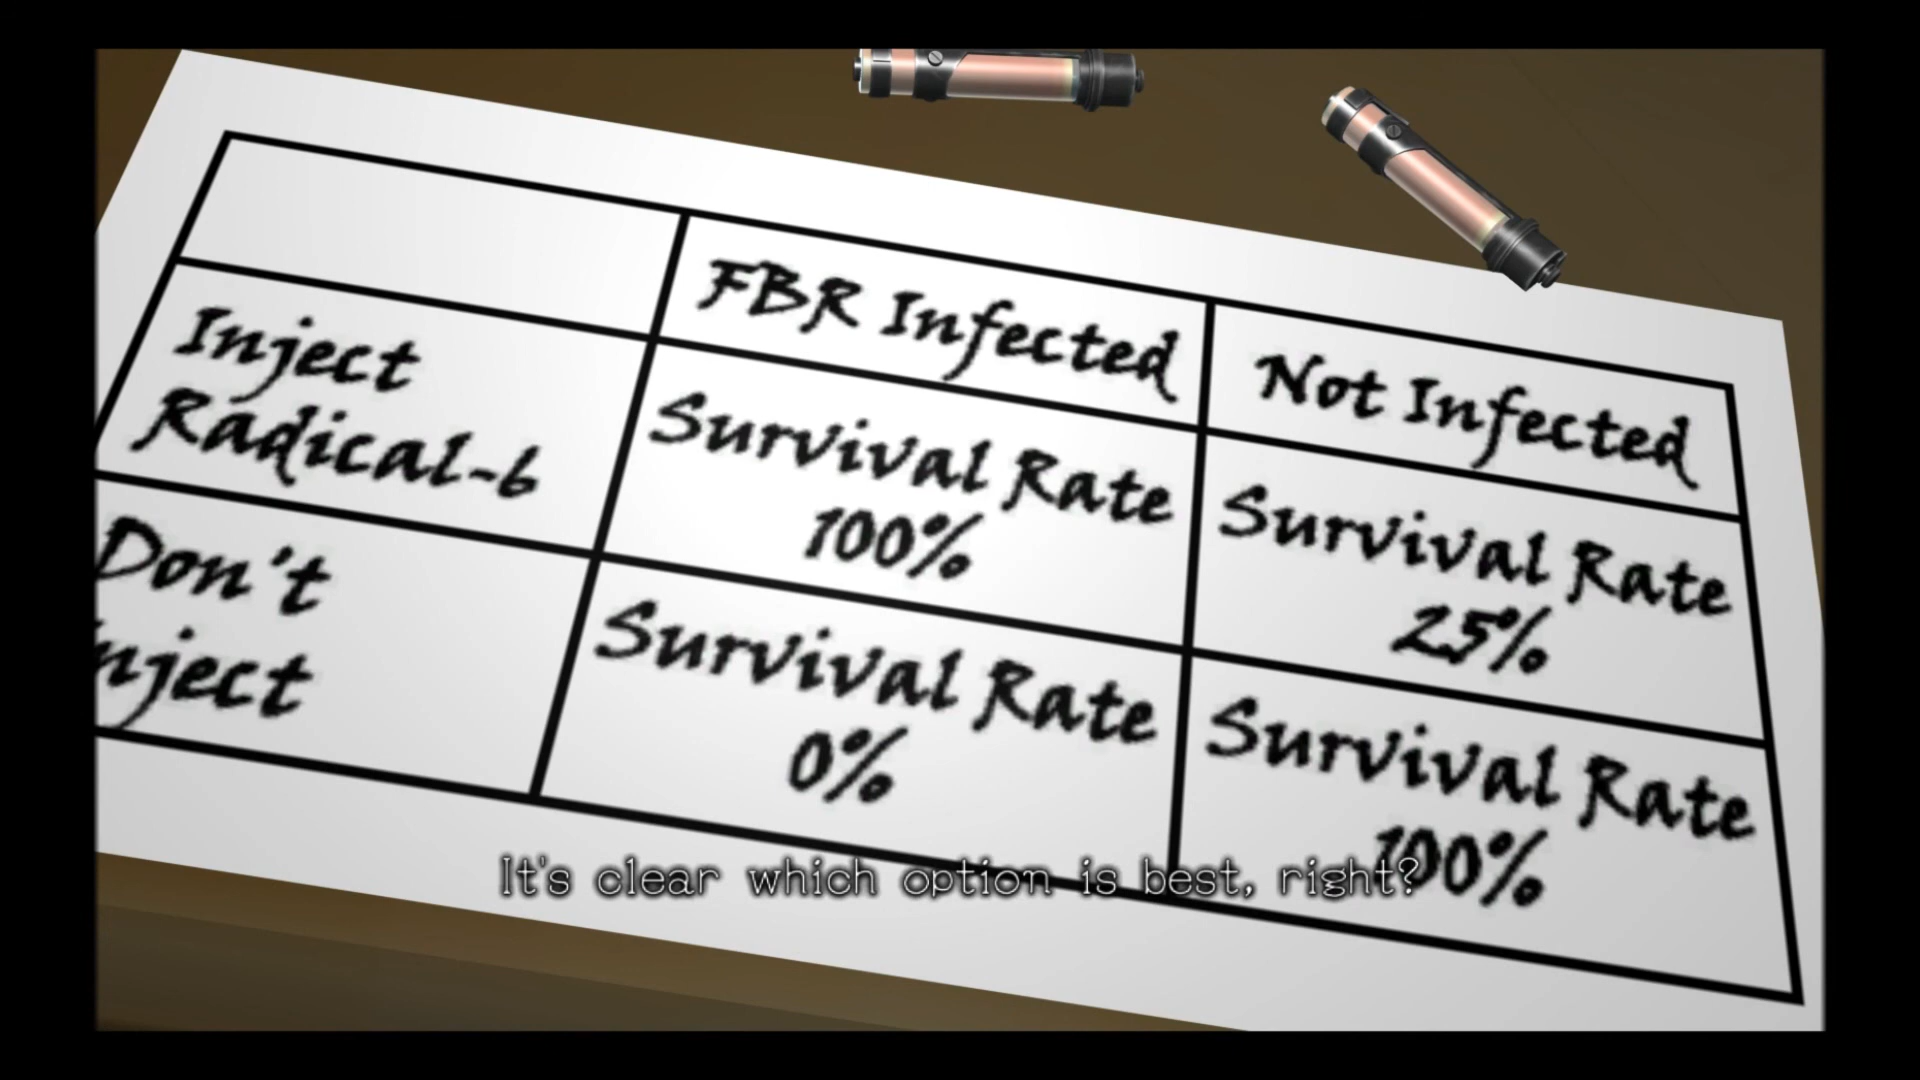 FBR Infected
Not Infected
Inject
Radical-6
Survival Rate
100%
Survival Rate
25%
Don't
nject
Survival Rate
0%
Survival Rate
100%
It's clear which option is best, right?